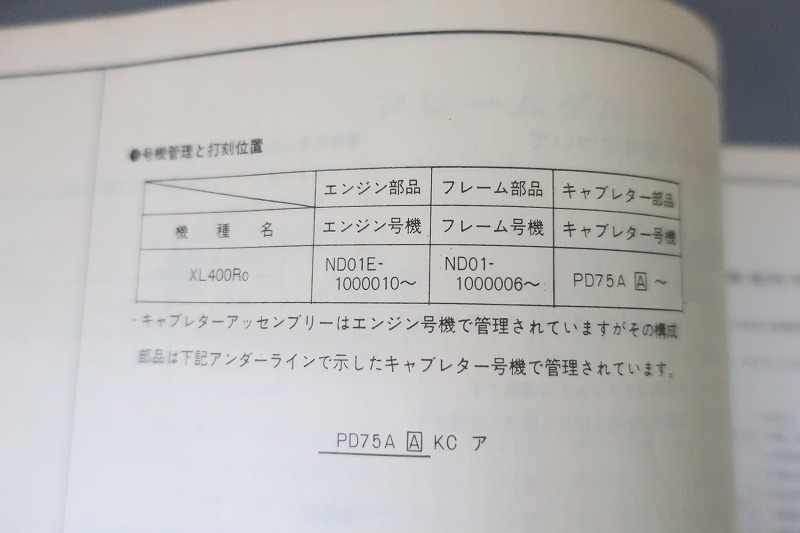 ●号機管理と打刻位置
エンジン部品 フレーム部品 キャブレター部品
機種名 エンジン号機 フレーム号機 キャブレター号機
XL400Rc ND01E-1000010～ ND01-1000006～ PD75A A ～
・キャブレターアッセンブリーはエンジン号機で管理されていますがその構成
部品は下記アンダーラインで示したキャブレター号機で管理されています。
PD75A A KC ア